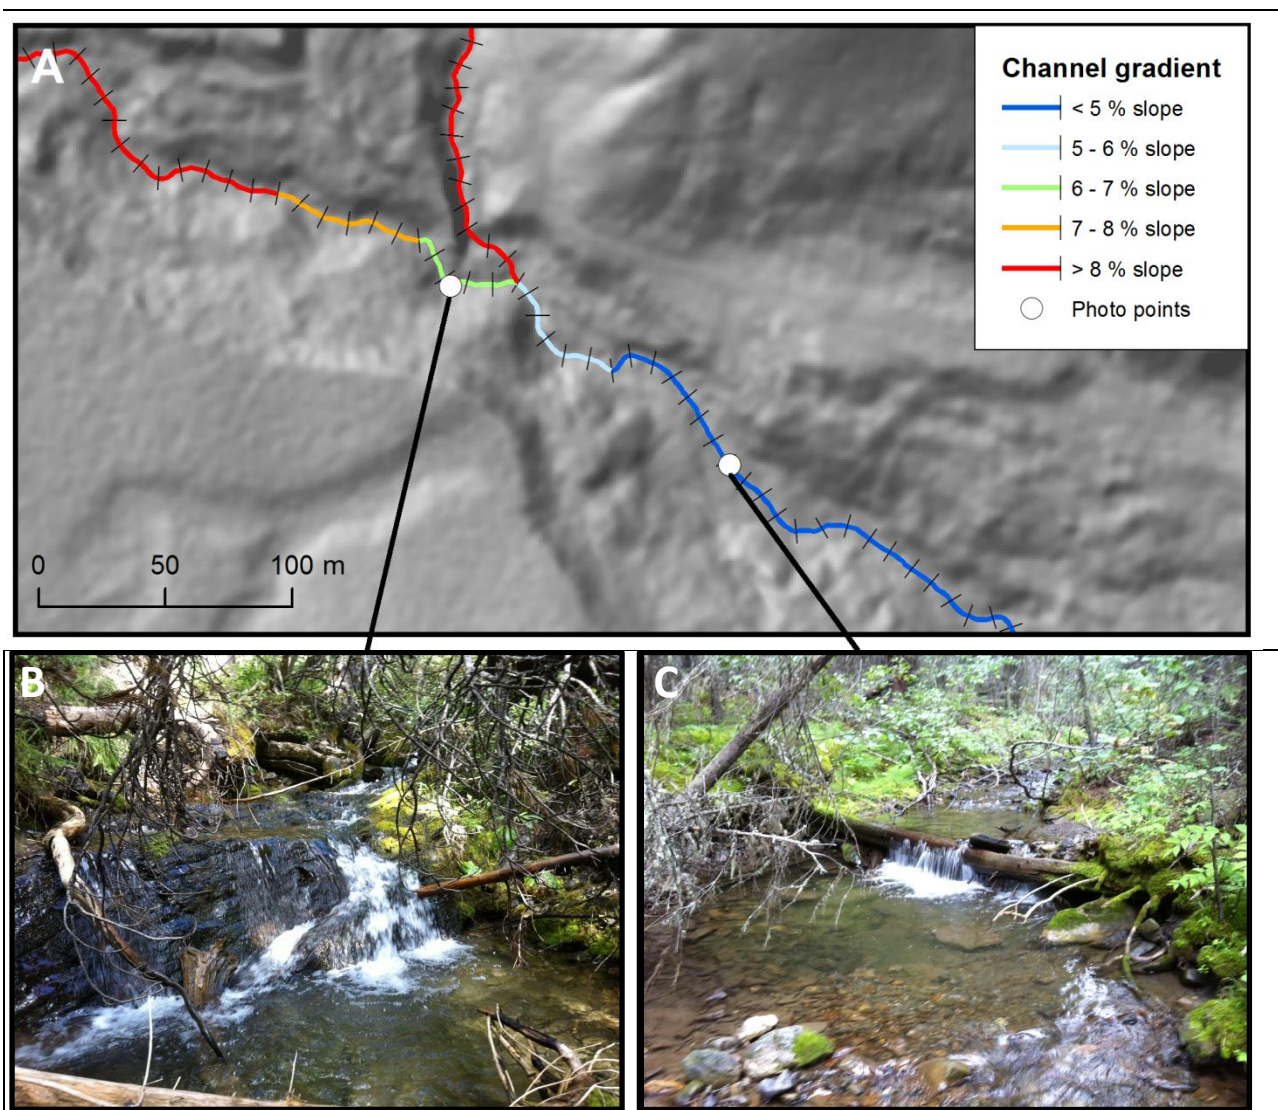 A
Channel gradient
< 5 % slope
5 - 6 % slope
6 - 7 % slope
7 - 8 % slope
> 8 % slope
Photo points
0 50 100 m
B
C